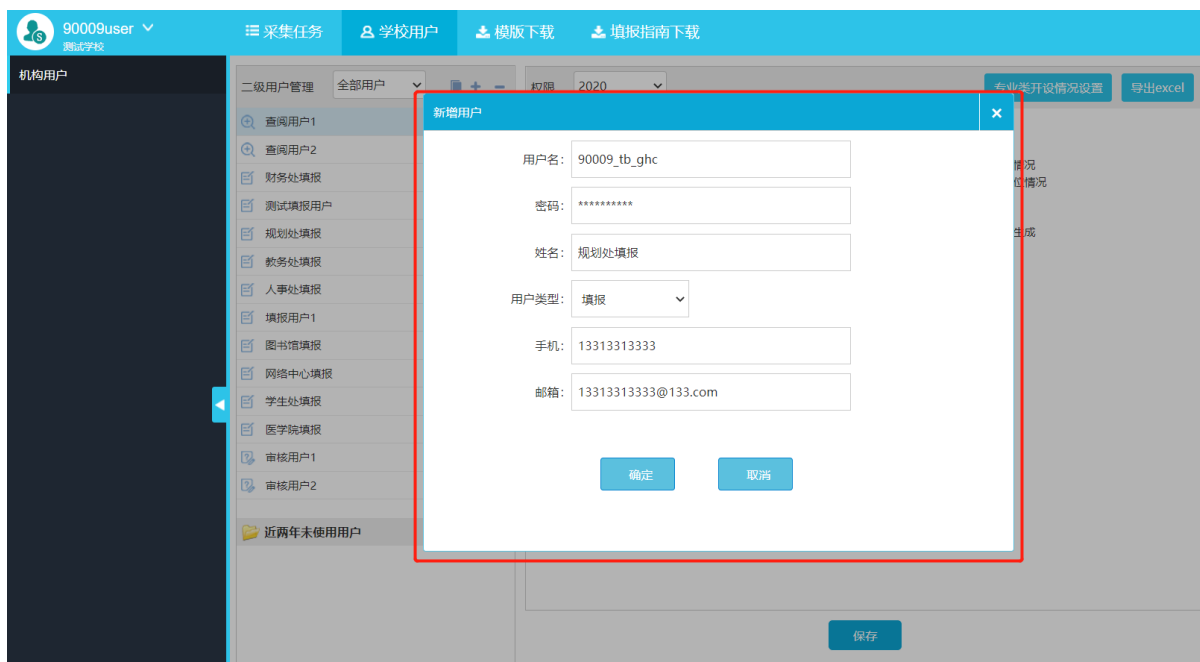 90009user
测试学校
采集任务
学校用户
模版下载
填报指南下载
机构用户
二级用户管理
全部用户
权限
2020
专业类开设情况设置
导出excel
查阅用户1
查阅用户2
财务处填报
测试填报用户
规划处填报
教务处填报
人事处填报
填报用户1
图书馆填报
网络中心填报
学生处填报
医学院填报
审核用户1
审核用户2
近两年未使用用户
新增用户
用户名: 90009_tb_ghc
密码: **********
姓名: 规划处填报
用户类型: 填报
手机: 13313313333
邮箱: 13313313333@133.com
确定
取消
情况
位情况
生成
保存